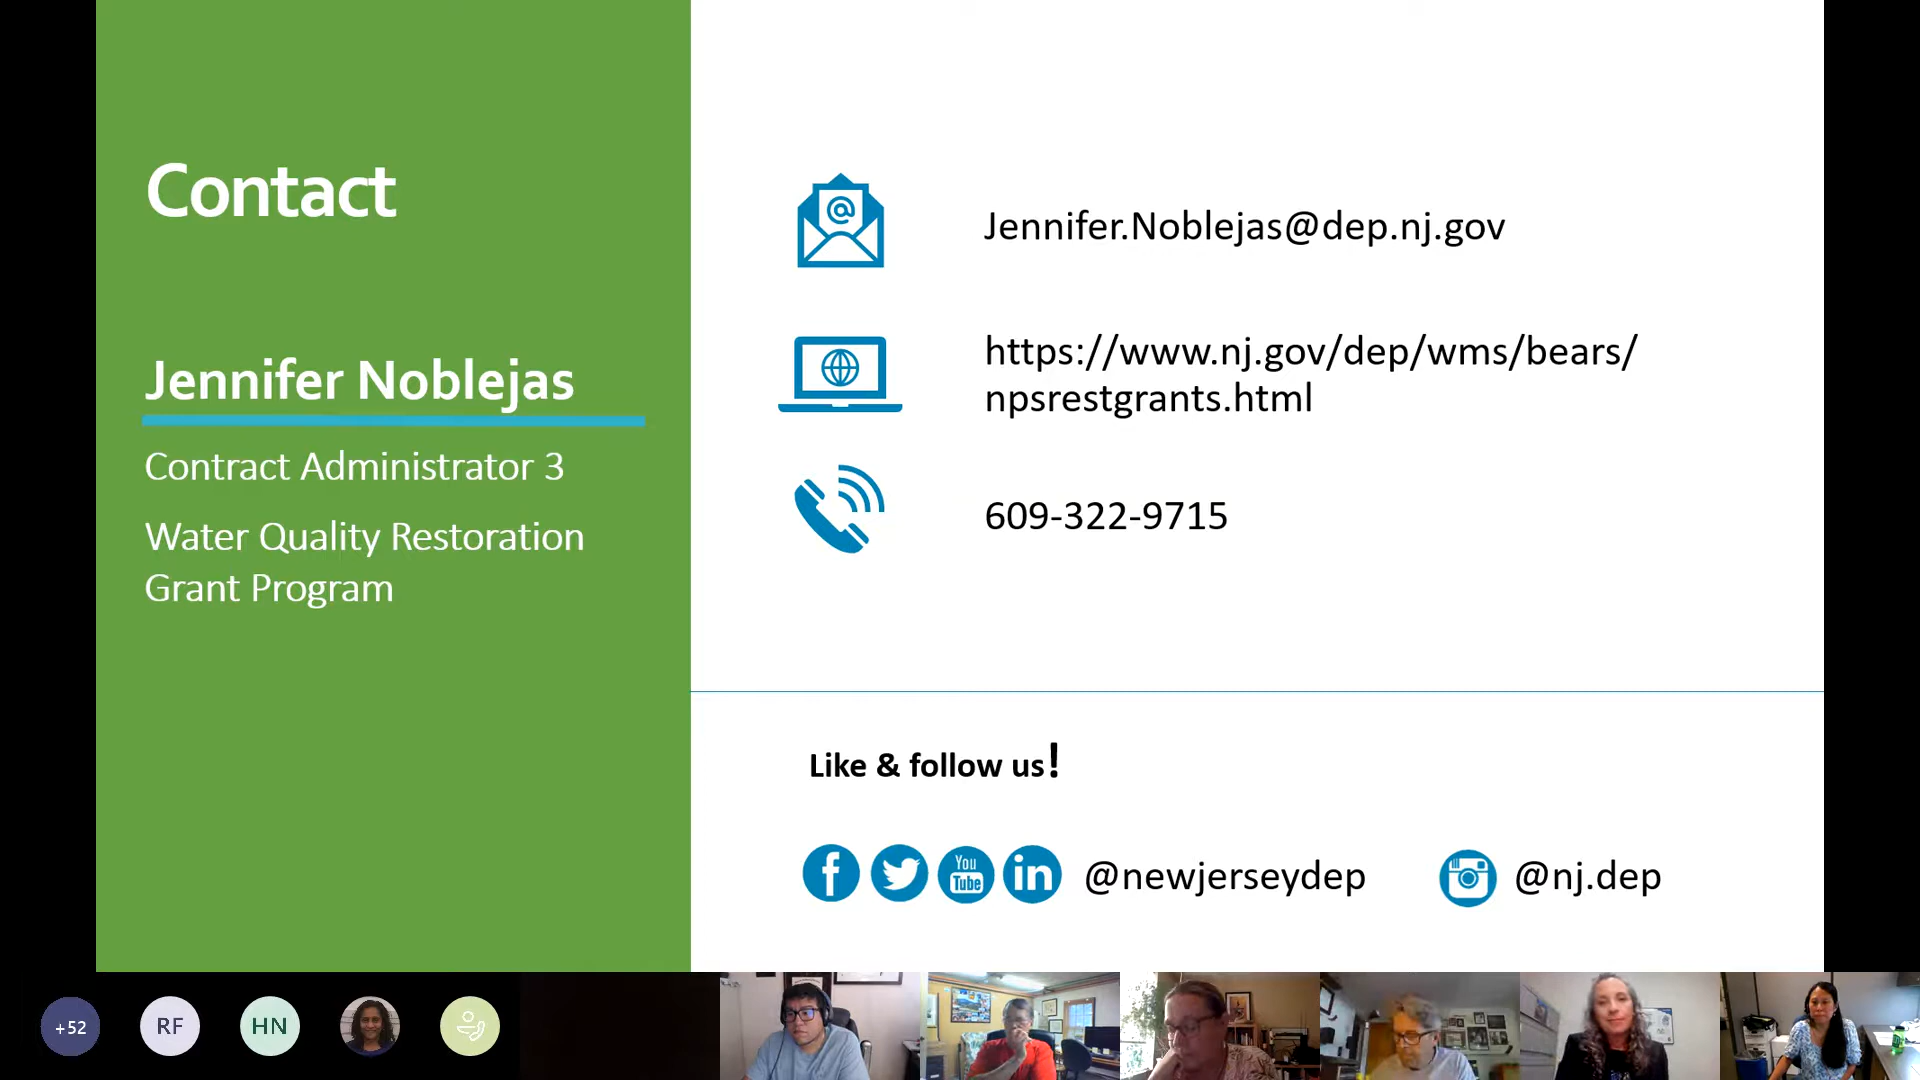 Contact
Jennifer Noblejas
Contract Administrator 3
Water Quality Restoration
Grant Program
@
Jennifer.Noblejas@dep.nj.gov
https://www.nj.gov/dep/wms/bears/
npsrestgrants.html
609-322-9715
Like & follow us!
f You Tube in @newjerseydep @nj.dep
+52 RF HN